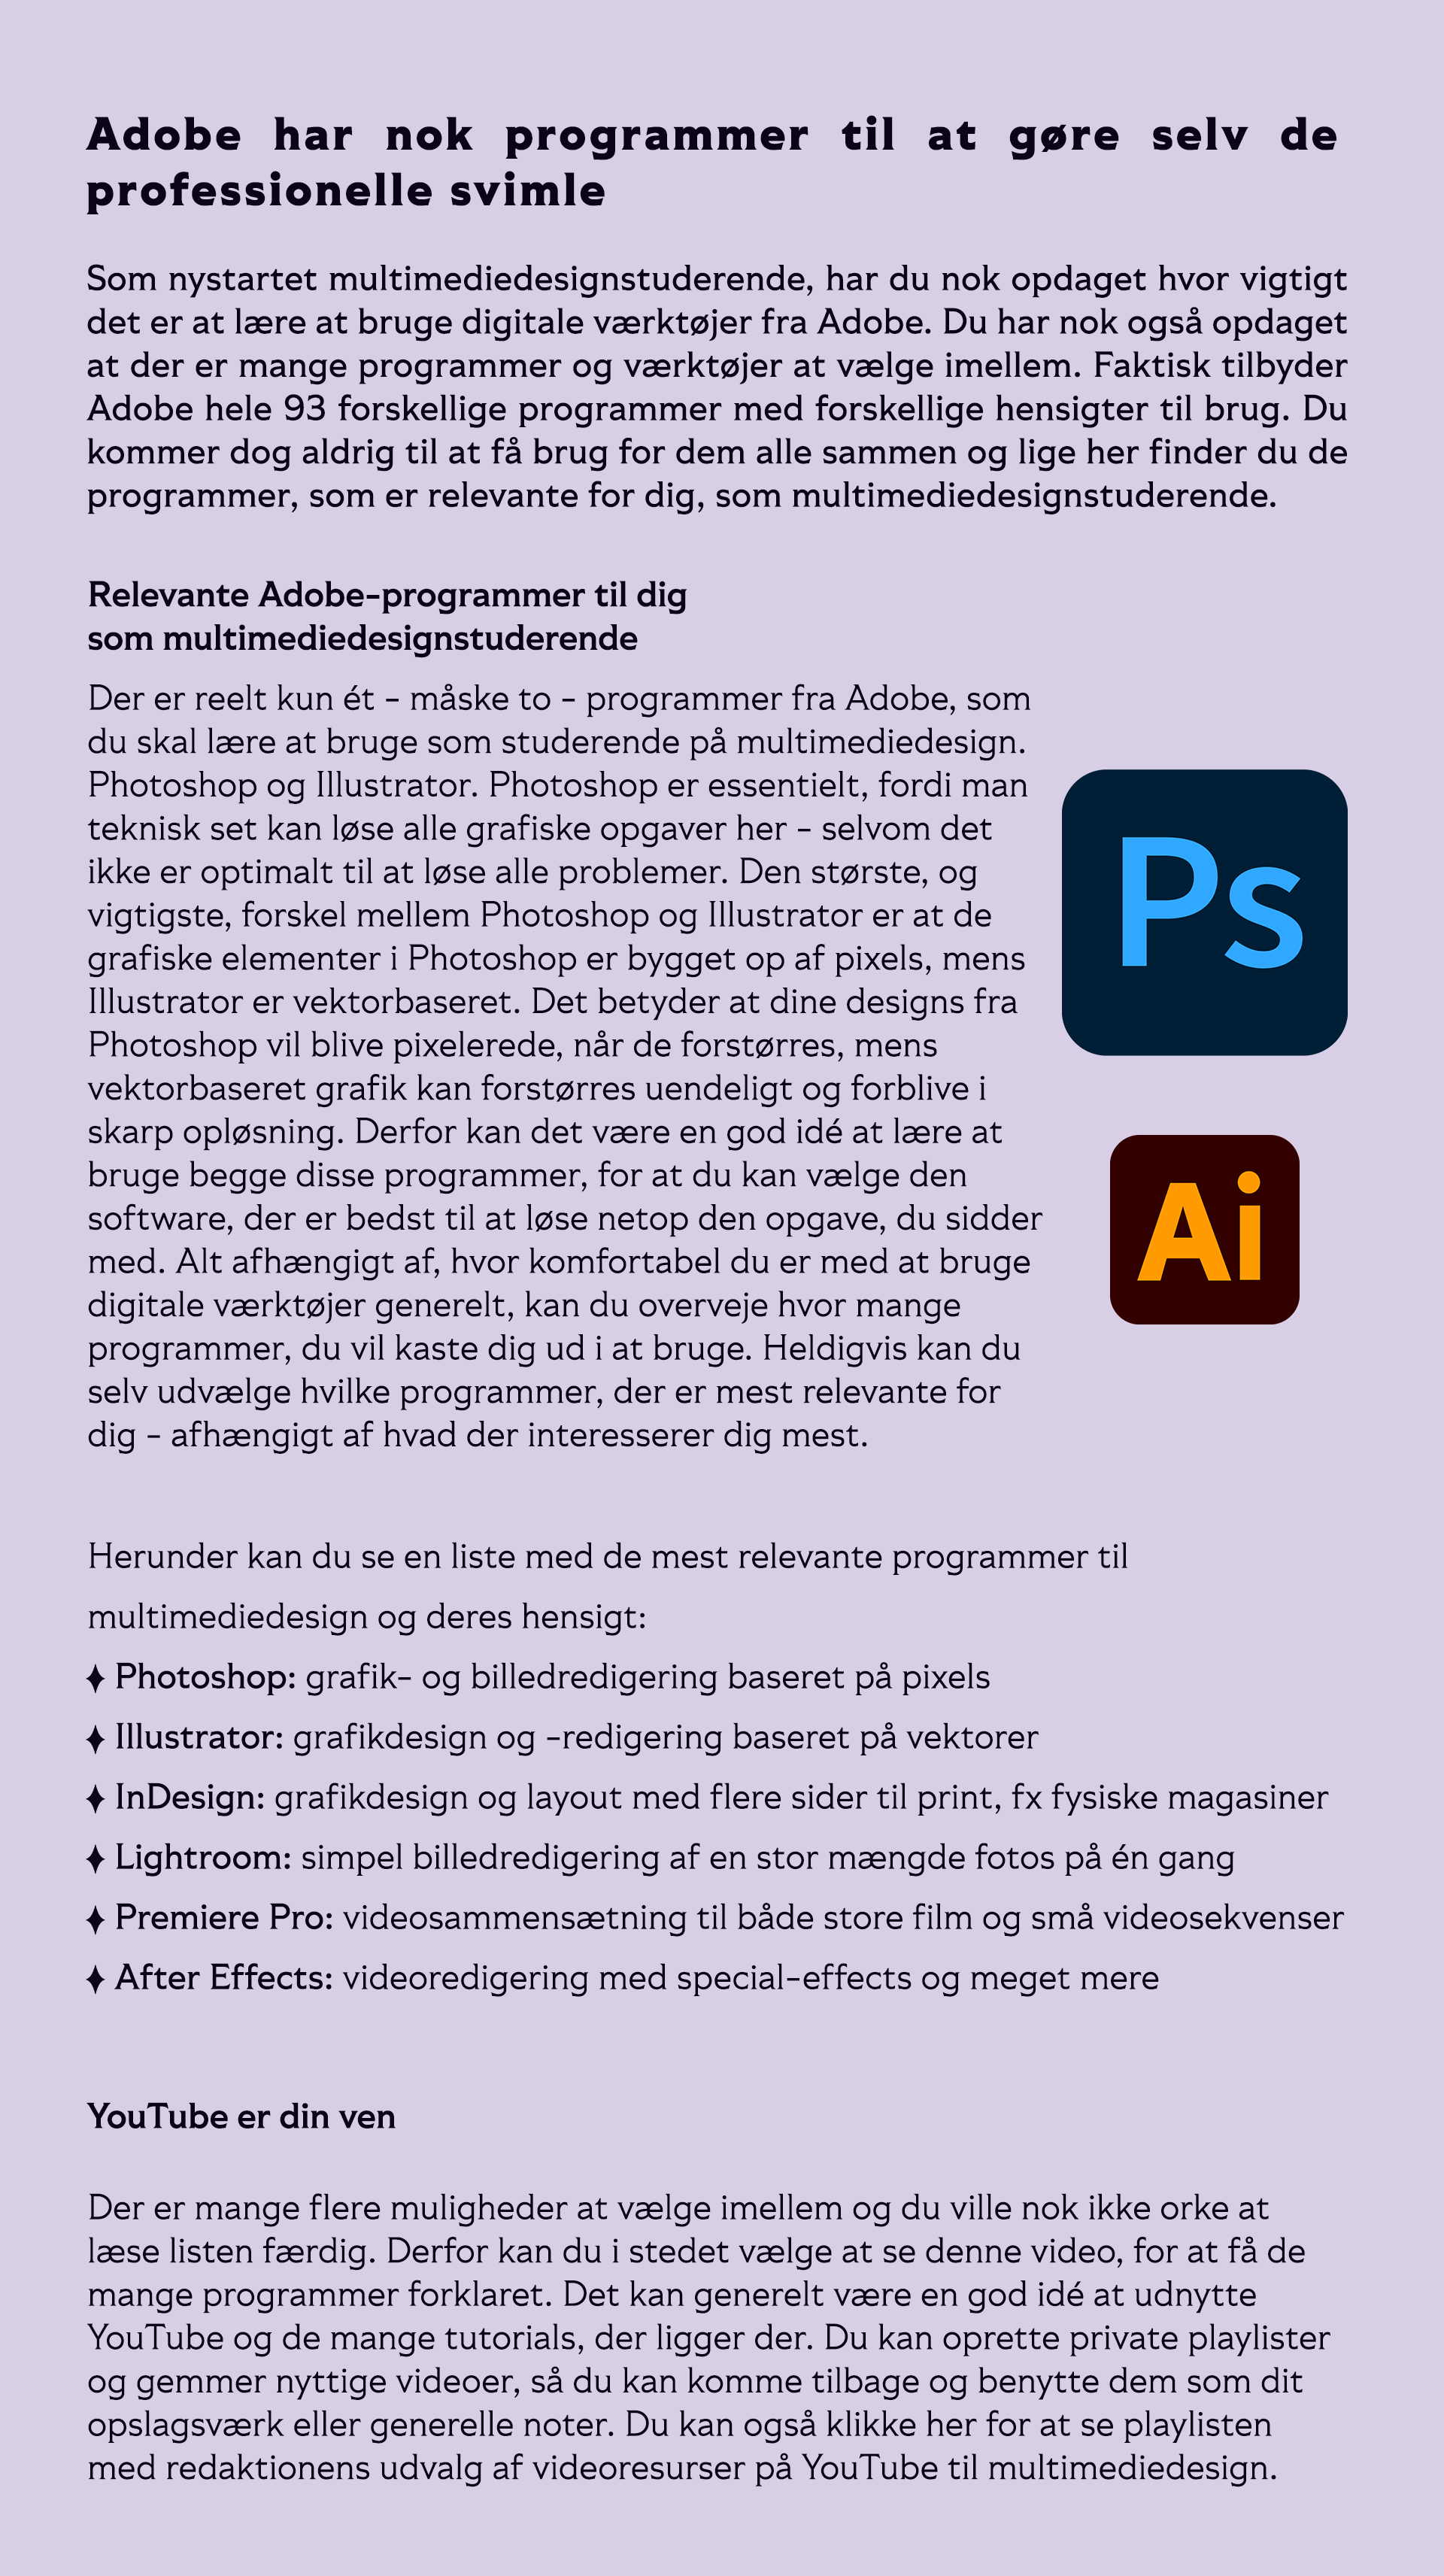 Adobe har nok programmer til at gøre selv de
professionelle svimle
Som nystartet multimediedesignstuderende, har du nok opdaget hvor vigtigt
det er at lære at bruge digitale værktøjer fra Adobe. Du har nok også opdaget
at der er mange programmer og værktøjer at vælge imellem. Faktisk tilbyder
Adobe hele 93 forskellige programmer med forskellige hensigter til brug. Du
kommer dog aldrig til at få brug for dem alle sammen og lige her finder du de
programmer, som er relevante for dig, som multimediedesignstuderende.
Relevante Adobe-programmer til dig
som multimediedesignstuderende
Der er reelt kun ét - måske to - programmer fra Adobe, som
du skal lære at bruge som studerende på multimediedesign.
Photoshop og Illustrator. Photoshop er essentielt, fordi man
teknisk set kan løse alle grafiske opgaver her - selvom det
ikke er optimalt til at løse alle problemer. Den største, og
vigtigste, forskel mellem Photoshop og Illustrator er at de
grafiske elementer i Photoshop er bygget op af pixels, mens
Illustrator er vektorbaseret. Det betyder at dine designs fra
Photoshop vil blive pixelerede, når de forstørres, mens
vektorbaseret grafik kan forstørres uendeligt og forblive i
skarp opløsning. Derfor kan det være en god idé at lære at
bruge begge disse programmer, for at du kan vælge den
software, der er bedst til at løse netop den opgave, du sidder
med. Alt afhængigt af, hvor komfortabel du er med at bruge
digitale værktøjer generelt, kan du overveje hvor mange
programmer, du vil kaste dig ud i at bruge. Heldigvis kan du
selv udvælge hvilke programmer, der er mest relevante for
dig - afhængigt af hvad der interesserer dig mest.
Ps
Ai
Herunder kan du se en liste med de mest relevante programmer til
multimediedesign og deres hensigt:
♦ Photoshop: grafik- og billedredigering baseret på pixels
♦ Illustrator: grafikdesign og -redigering baseret på vektorer
♦ InDesign: grafikdesign og layout med flere sider til print, fx fysiske magasiner
♦ Lightroom: simpel billedredigering af en stor mængde fotos på én gang
♦ Premiere Pro: videosammensætning til både store film og små videosekvenser
♦ After Effects: videoredigering med special-effects og meget mere
YouTube er din ven
Der er mange flere muligheder at vælge imellem og du ville nok ikke orke at
læse listen færdig. Derfor kan du i stedet vælge at se denne video, for at få de
mange programmer forklaret. Det kan generelt være en god idé at udnytte
YouTube og de mange tutorials, der ligger der. Du kan oprette private playlister
og gemmer nyttige videoer, så du kan komme tilbage og benytte dem som dit
opslagsværk eller generelle noter. Du kan også klikke her for at se playlisten
med redaktionens udvalg af videoresurser på YouTube til multimediedesign.